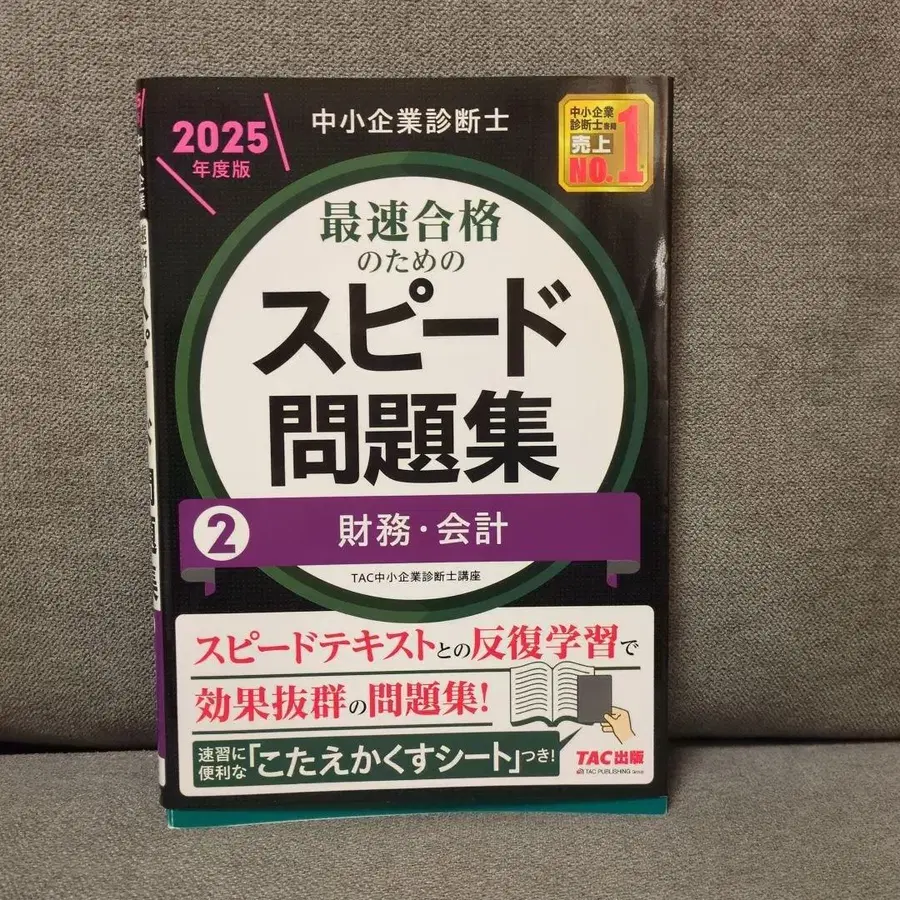 2025
年度版
中小企業診断士
中小企業
診断士書籍
売上
NO.1
最速合格
のための
スピード
問題集
2 財務・会計
TAC中小企業診断士講座
スピードテキストとの反復学習で
効果抜群の問題集!
速習に
便利な「こたえかくすシート」つき!
TAC出版
TAC PUBLISHING Group